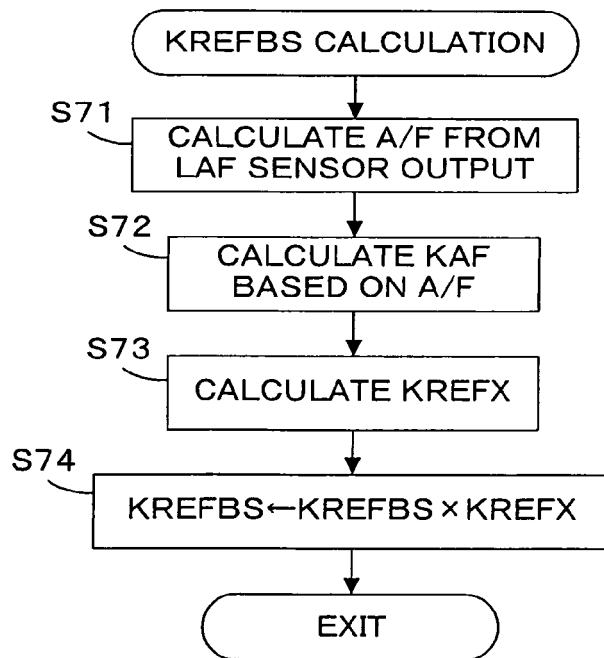 KREFBS CALCULATION
S71
CALCULATE A/F FROM
LAF SENSOR OUTPUT
S72
CALCULATE KAF
BASED ON A/F
S73
CALCULATE KREFX
S74
KREFBS←KREFBS×KREFX
EXIT